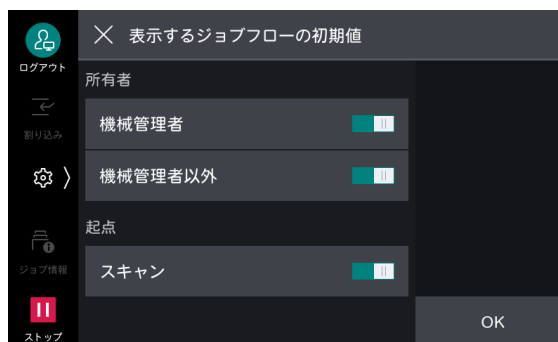 表示するジョブフローの初期値
ログアウト
所有者
機械管理者
割り込み
機械管理者以外
起点
スキャン
ジョブ情報
OK
ストップ